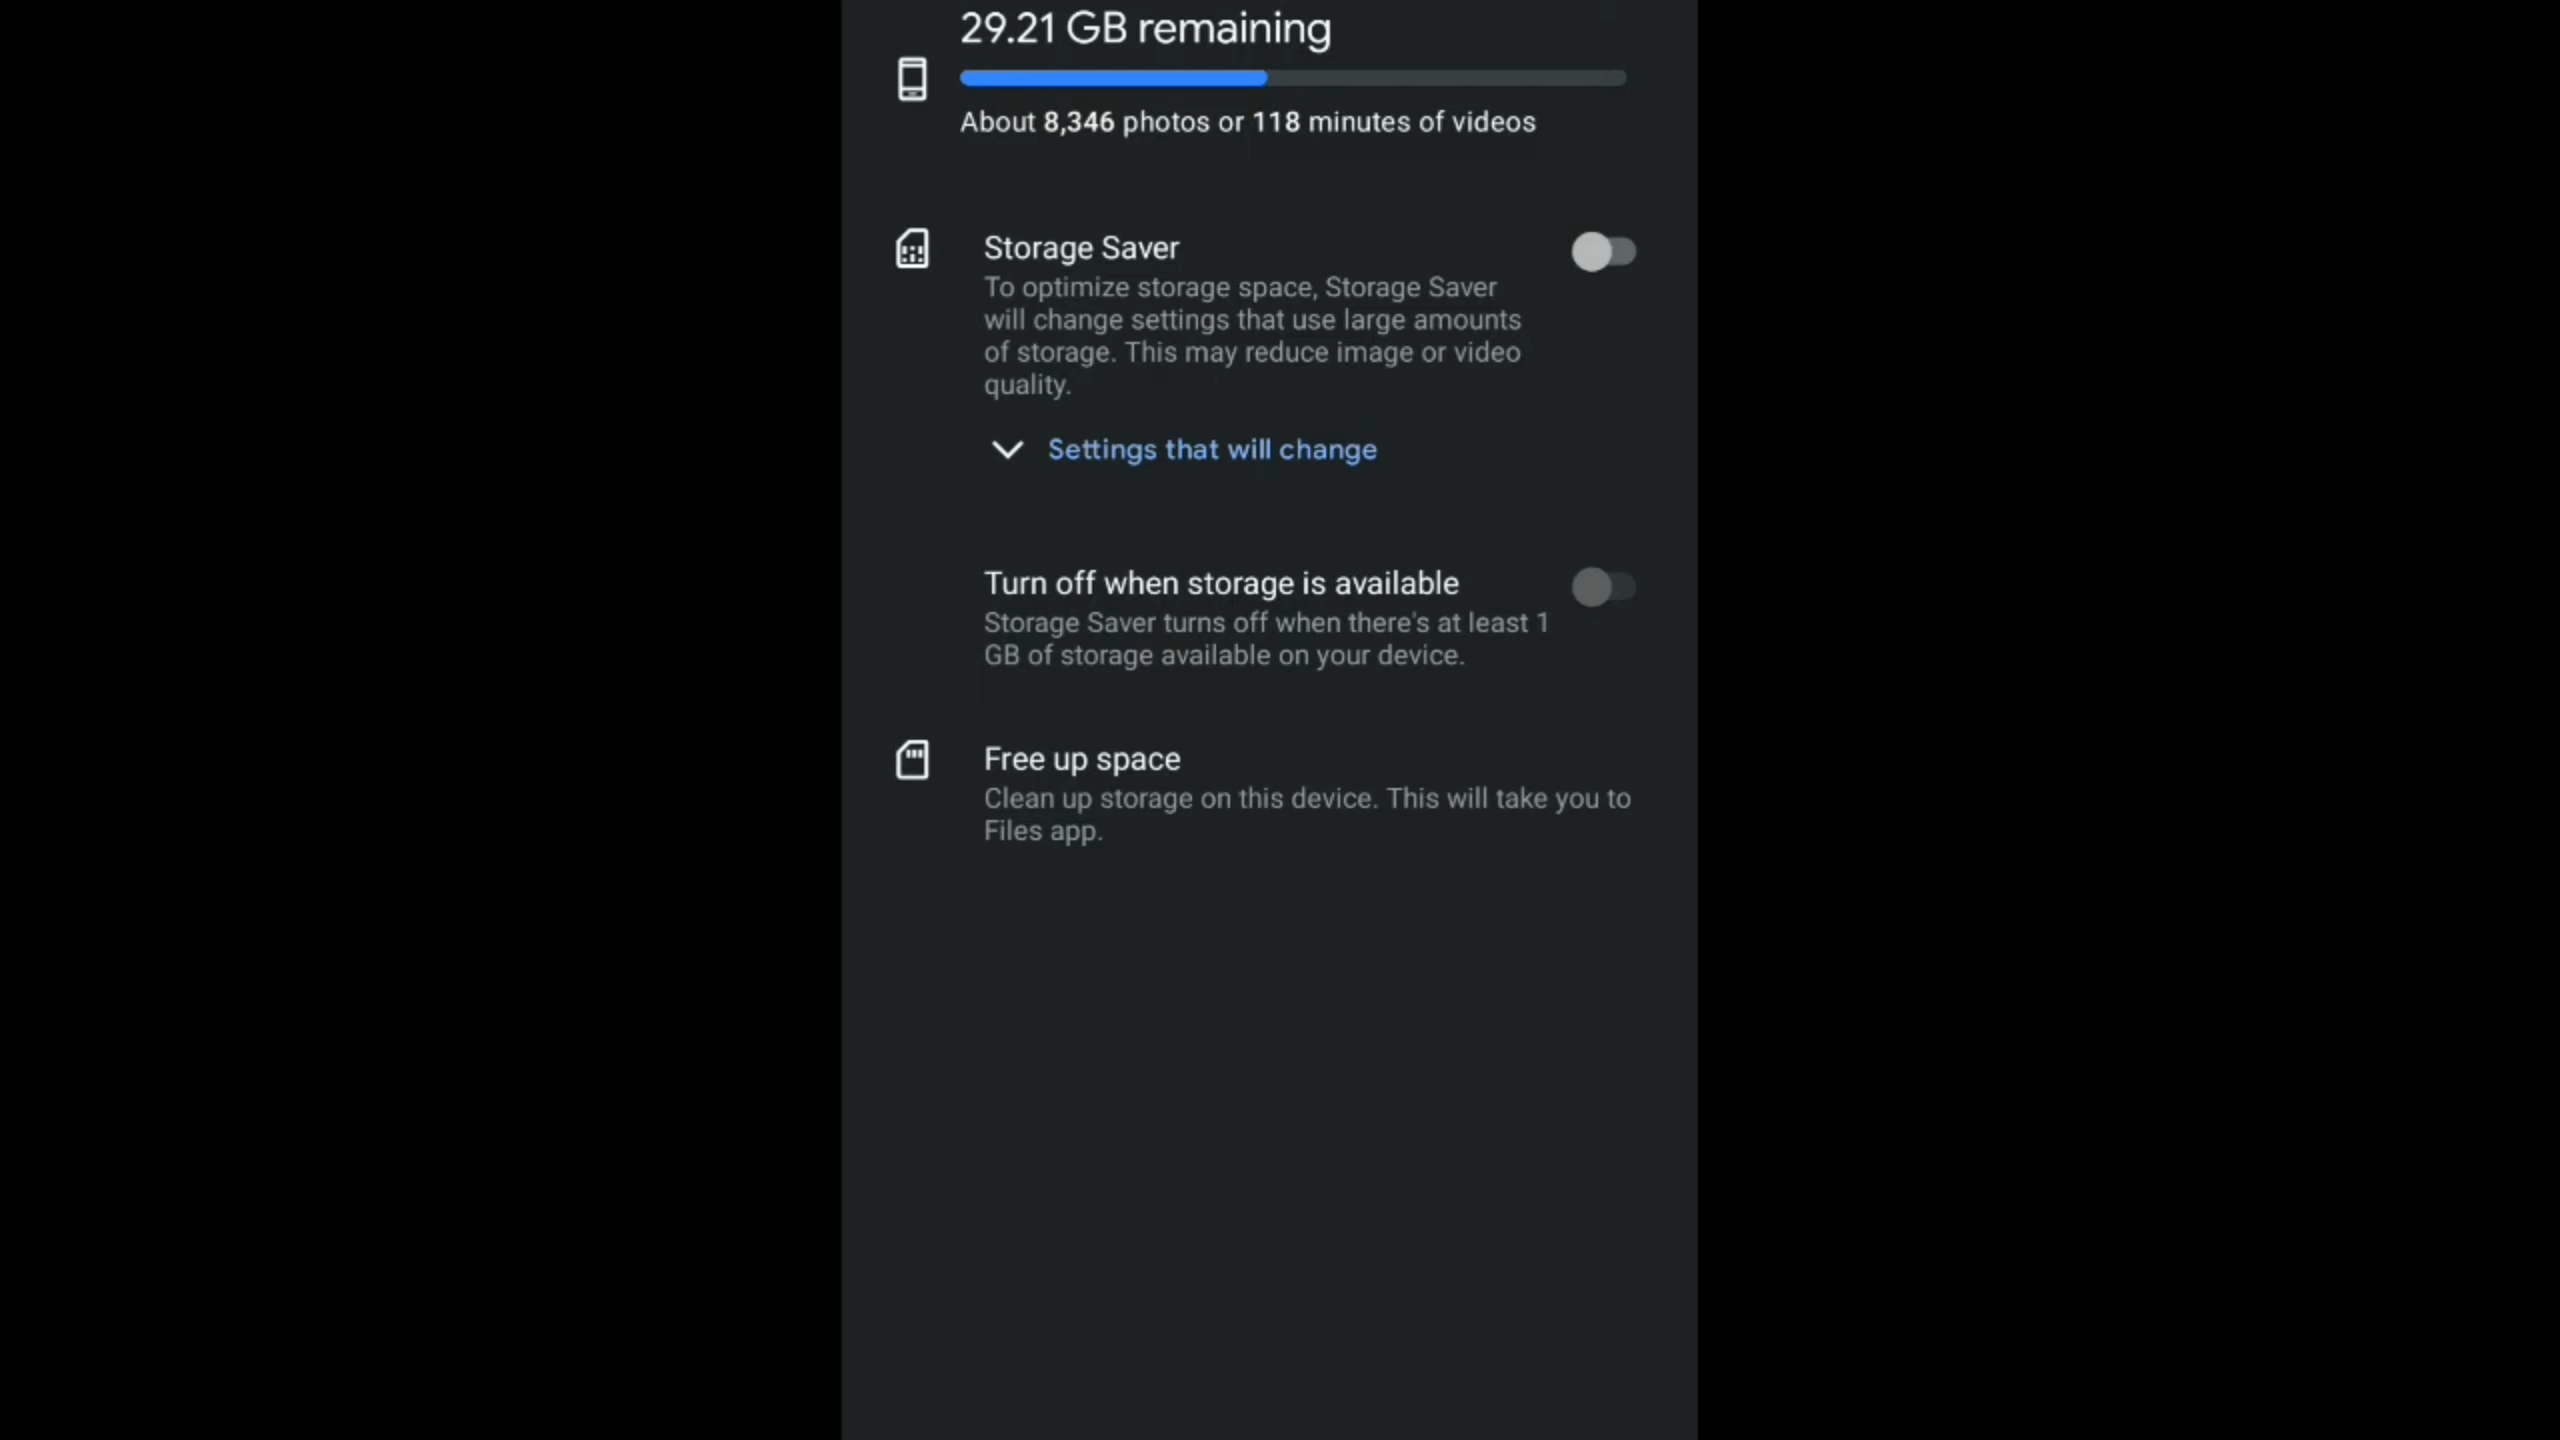 29.21 GB remaining
About 8,346 photos or 118 minutes of videos
Storage Saver
To optimize storage space, Storage Saver
will change settings that use large amounts
of storage. This may reduce image or video
quality.
Settings that will change
Turn off when storage is available
Storage Saver turns off when there's at least 1
GB of storage available on your device.
Free up space
Clean up storage on this device. This will take you to
Files app.